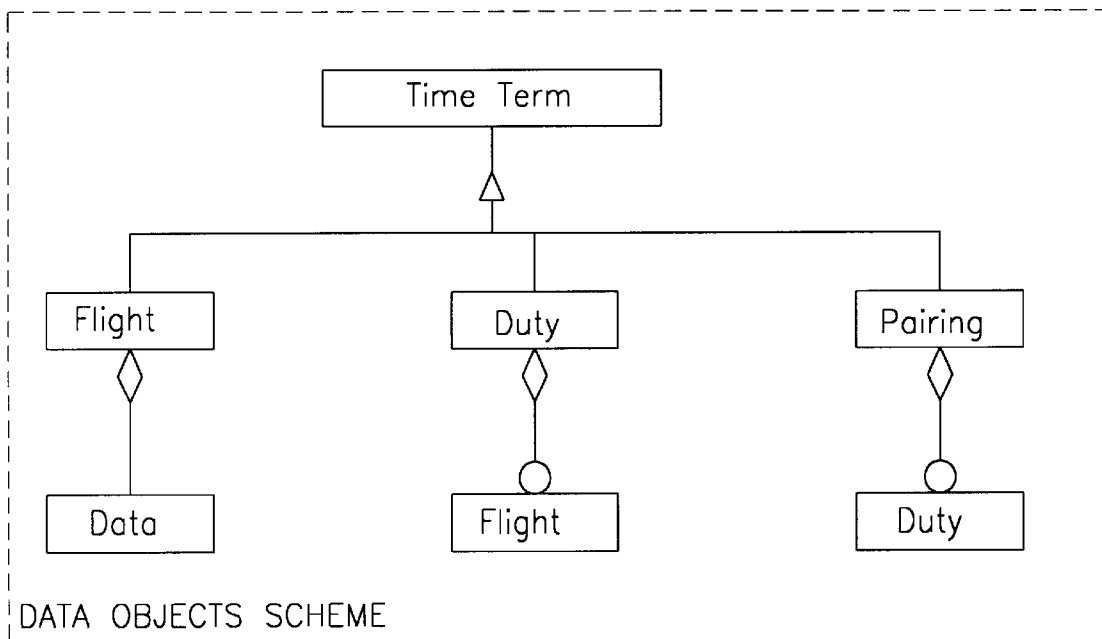 Time Term
Flight
Duty
Pairing
Data
Flight
Duty
DATA OBJECTS SCHEME